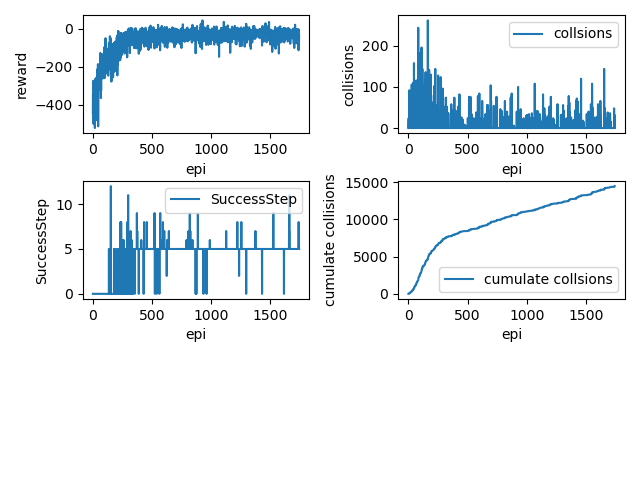 0
−200
−400
reward
0
500
1000
1500
epi
200
100
0
collisions
collsions
0
500
1000
1500
epi
10
5
0
SuccessStep
SuccessStep
0
500
1000
1500
epi
15000
10000
5000
0
cumulate collisions
cumulate collsions
0
500
1000
1500
epi